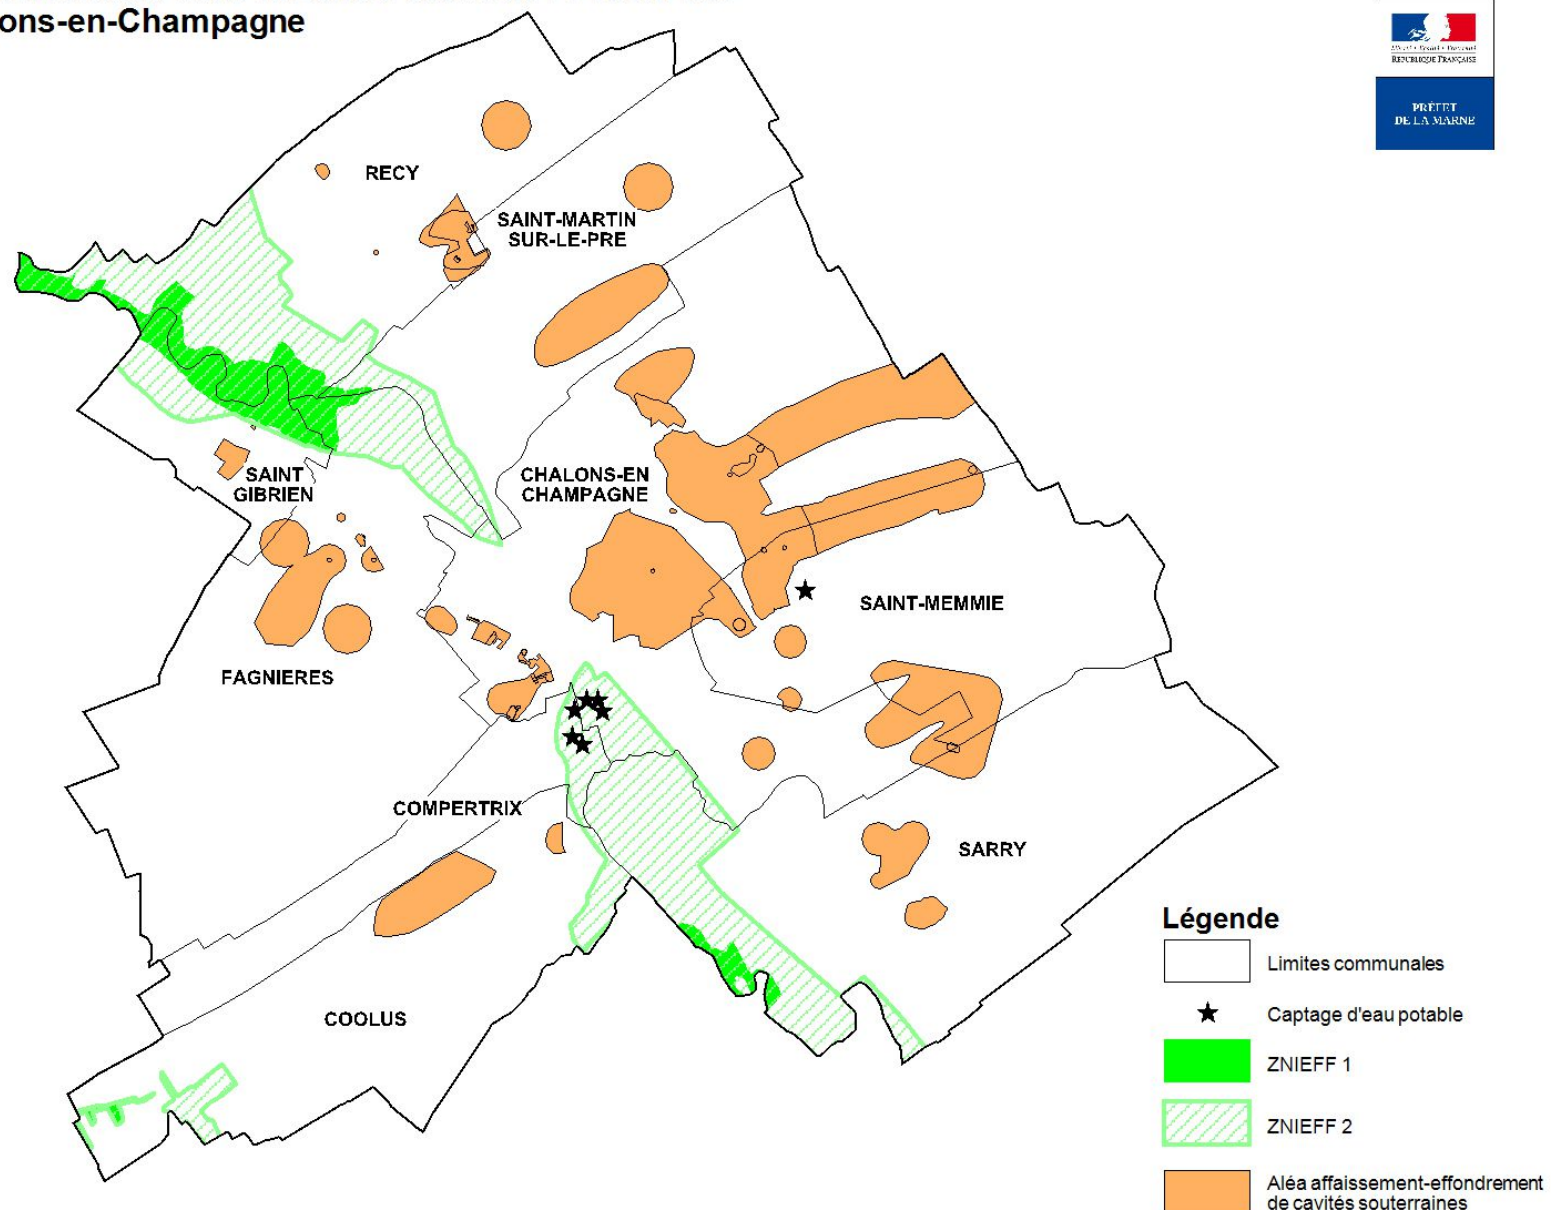 ons-en-Champagne
RÉPUBLIQUE FRANÇAISE
PRÉFET
DE LA MARNE
RECY
SAINT-MARTIN
SUR-LE-PRE
SAINT
GIBRIEN
CHALONS-EN
CHAMPAGNE
SAINT-MEMMIE
FAGNIERES
COMPERTRIX
SARRY
COOLUS
Légende
Limites communales
Captage d'eau potable
ZNIEFF 1
ZNIEFF 2
Aléa affaissement-effondrement
de cavités souterraines